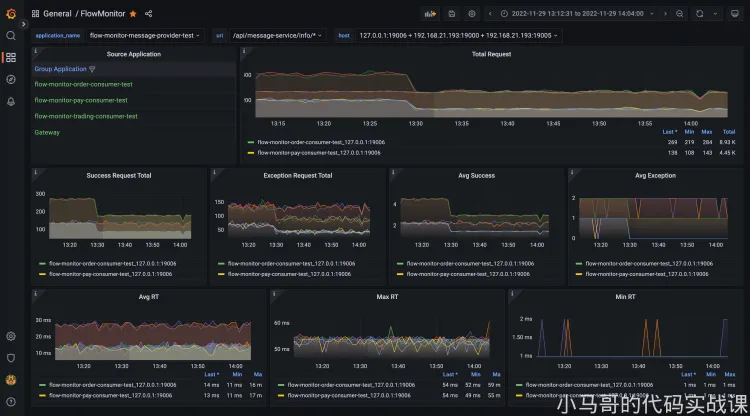 General / FlowMonitor
2022-11-29 13:12:31 to 2022-11-29 14:04:00
application_name flow-monitor-message-provider-test url /api/message-service/info/* host 127.0.0.1:19006 + 192.168.21.193:19000 + 192.168.21.193:19005
Source Application
Group Application
flow-monitor-order-consumer-test
flow-monitor-pay-consumer-test
flow-monitor-trading-consumer-test
Gateway
Total Request
13:15 13:20 13:25 13:30 13:35 13:40 13:45 13:50 13:55 14:00
Last * Min Max Total
flow-monitor-order-consumer-test_127.0.0.1:19006 269 219 284 8.93 K
flow-monitor-pay-consumer-test_127.0.0.1:19006 138 108 143 4.45 K
Success Request Total
300
200
100
13:20 13:30 13:40 13:50 14:00
flow-monitor-order-consumer-test_127.0.0.1:19006
flow-monitor-pay-consumer-test_127.0.0.1:19006
Exception Request Total
150
100
50
13:20 13:30 13:40 13:50 14:00
flow-monitor-order-consumer-test_127.0.0.1:19006
flow-monitor-pay-consumer-test_127.0.0.1:19006
Avg Success
4
2
13:20 13:30 13:40 13:50 14:00
flow-monitor-order-consumer-test_127.0.0.1:19006
flow-monitor-pay-consumer-test_127.0.0.1:19006
Avg Exception
2
1
0
13:20 13:30 13:40 13:50 14:00
flow-monitor-order-consumer-test_127.0.0.1:19006
flow-monitor-pay-consumer-test_127.0.0.1:19006
Avg RT
30 ms
20 ms
10 ms
13:20 13:30 13:40 13:50 14:00
Last * Min Ma
flow-monitor-order-consumer-test_127.0.0.1:19006 14 ms 11 ms 16 m
flow-monitor-pay-consumer-test_127.0.0.1:19006 13 ms 11 ms 16 m
Max RT
60 ms
50 ms
13:20 13:30 13:40 13:50 14:00
Last * Min Ma
flow-monitor-order-consumer-test_127.0.0.1:19006 54 ms 52 ms 59 m
flow-monitor-pay-consumer-test_127.0.0.1:19006 54 ms 49 ms 55 m
Min RT
2 ms
1.50 ms
1 ms
13:20 13:30 13:40 13:50 14:00
Last * Min Ma
flow-monitor-order-consumer-test_127.0.0.1:19006 1 ms 1 ms 1 ms
flow-monitor-pay-consumer-test_127.0.0.1:19006
小马哥的代码实战课